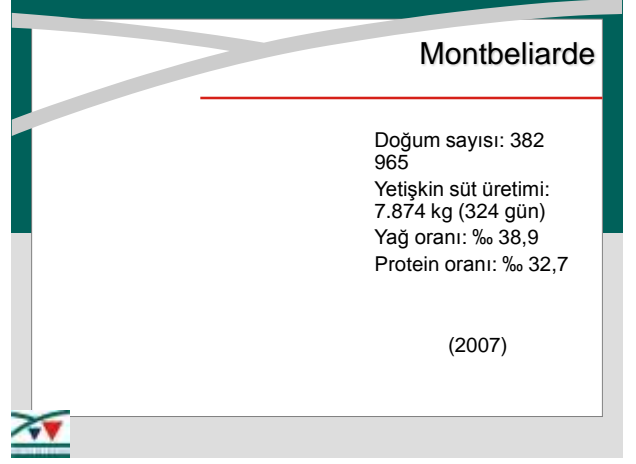 Montbeliarde
Doğum sayısı: 382
965
Yetişkin süt üretimi:
7.874 kg (324 gün)
Yağ oranı: ‰ 38,9
Protein oranı: ‰ 32,7
(2007)